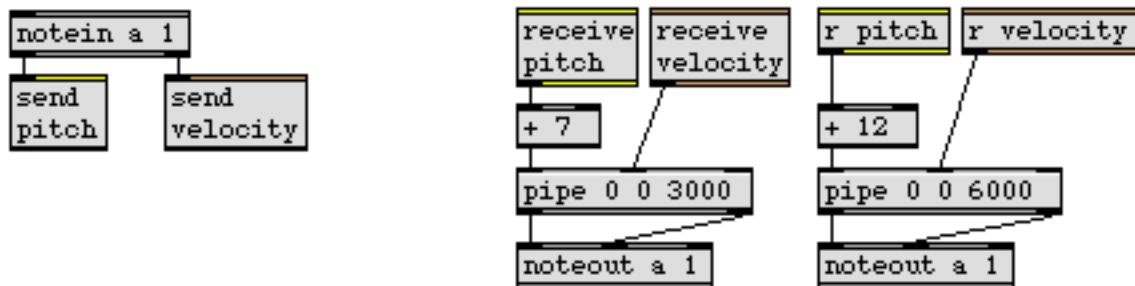 notein a 1
send
pitch
send
velocity
receive
pitch
receive
velocity
+ 7
pipe 0 0 3000
noteout a 1
r pitch
r velocity
+ 12
pipe 0 0 6000
noteout a 1